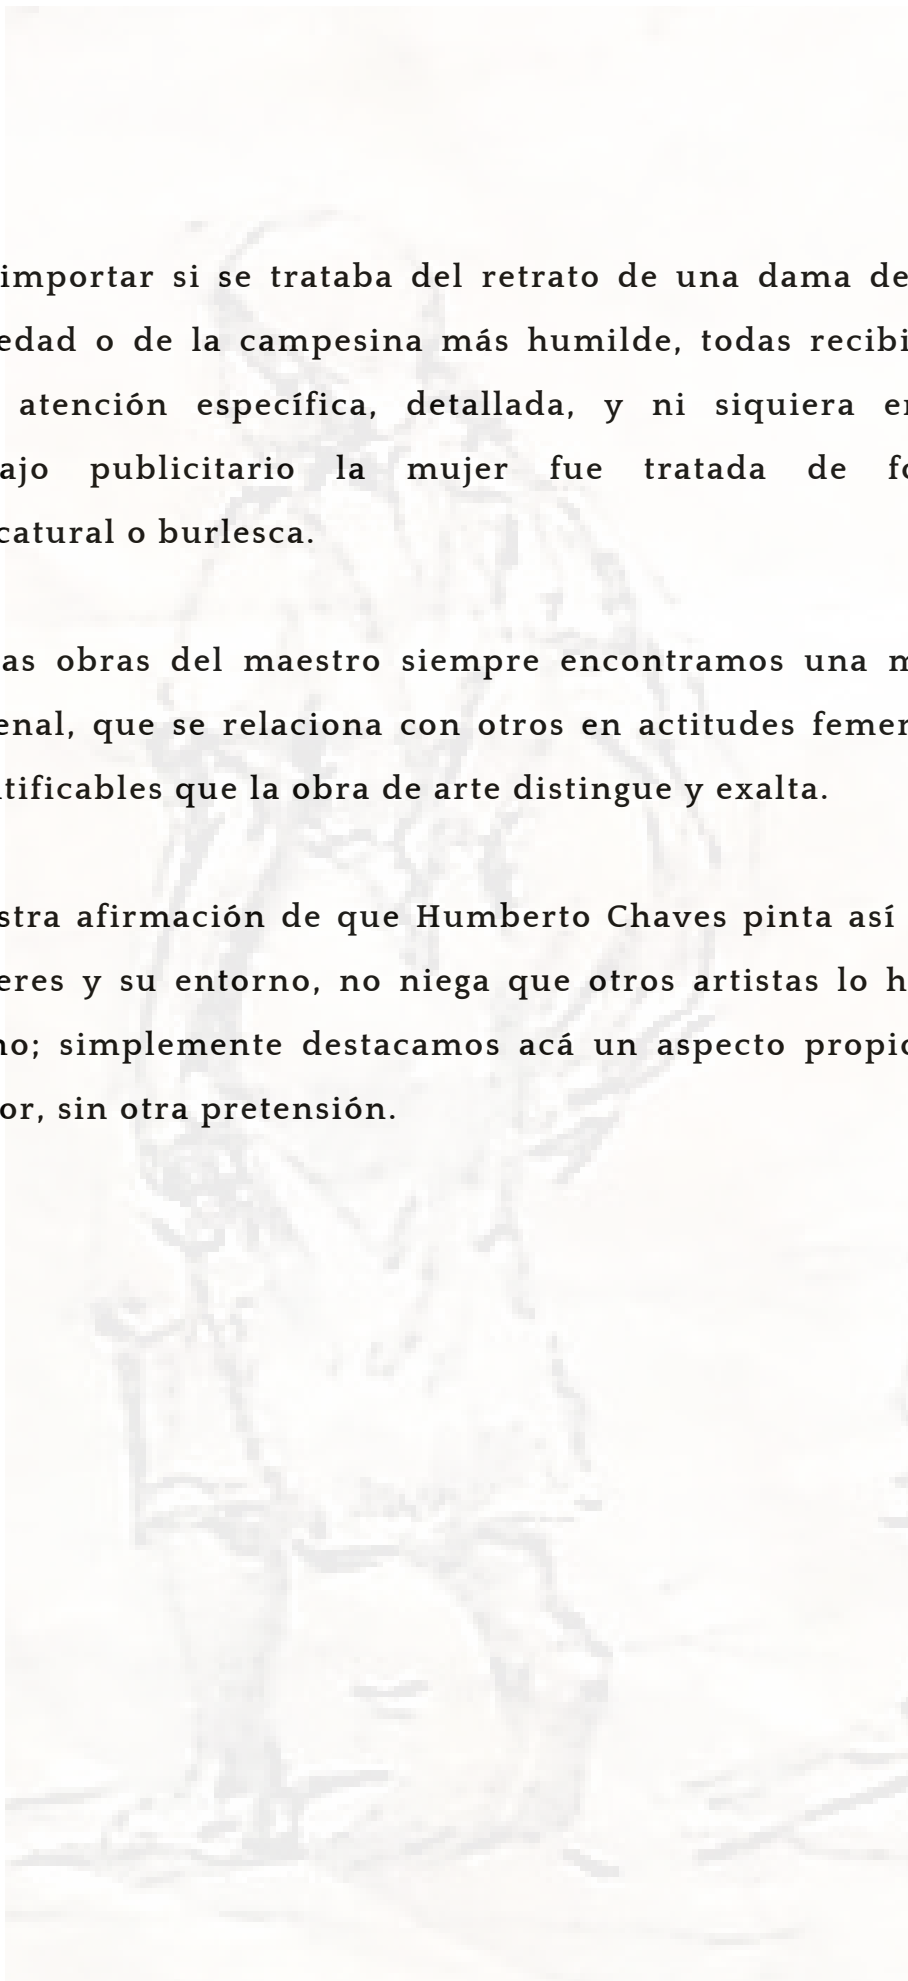 importar si se trataba del retrato de una dama de
edad o de la campesina más humilde, todas recibi
atención específica, detallada, y ni siquiera en
ajo publicitario la mujer fue tratada de fo
catural o burlesca.
as obras del maestro siempre encontramos una m
enal, que se relaciona con otros en actitudes femen
tificables que la obra de arte distingue y exalta.
stra afirmación de que Humberto Chaves pinta así
eres y su entorno, no niega que otros artistas lo h
no; simplemente destacamos acá un aspecto propio
or, sin otra pretensión.